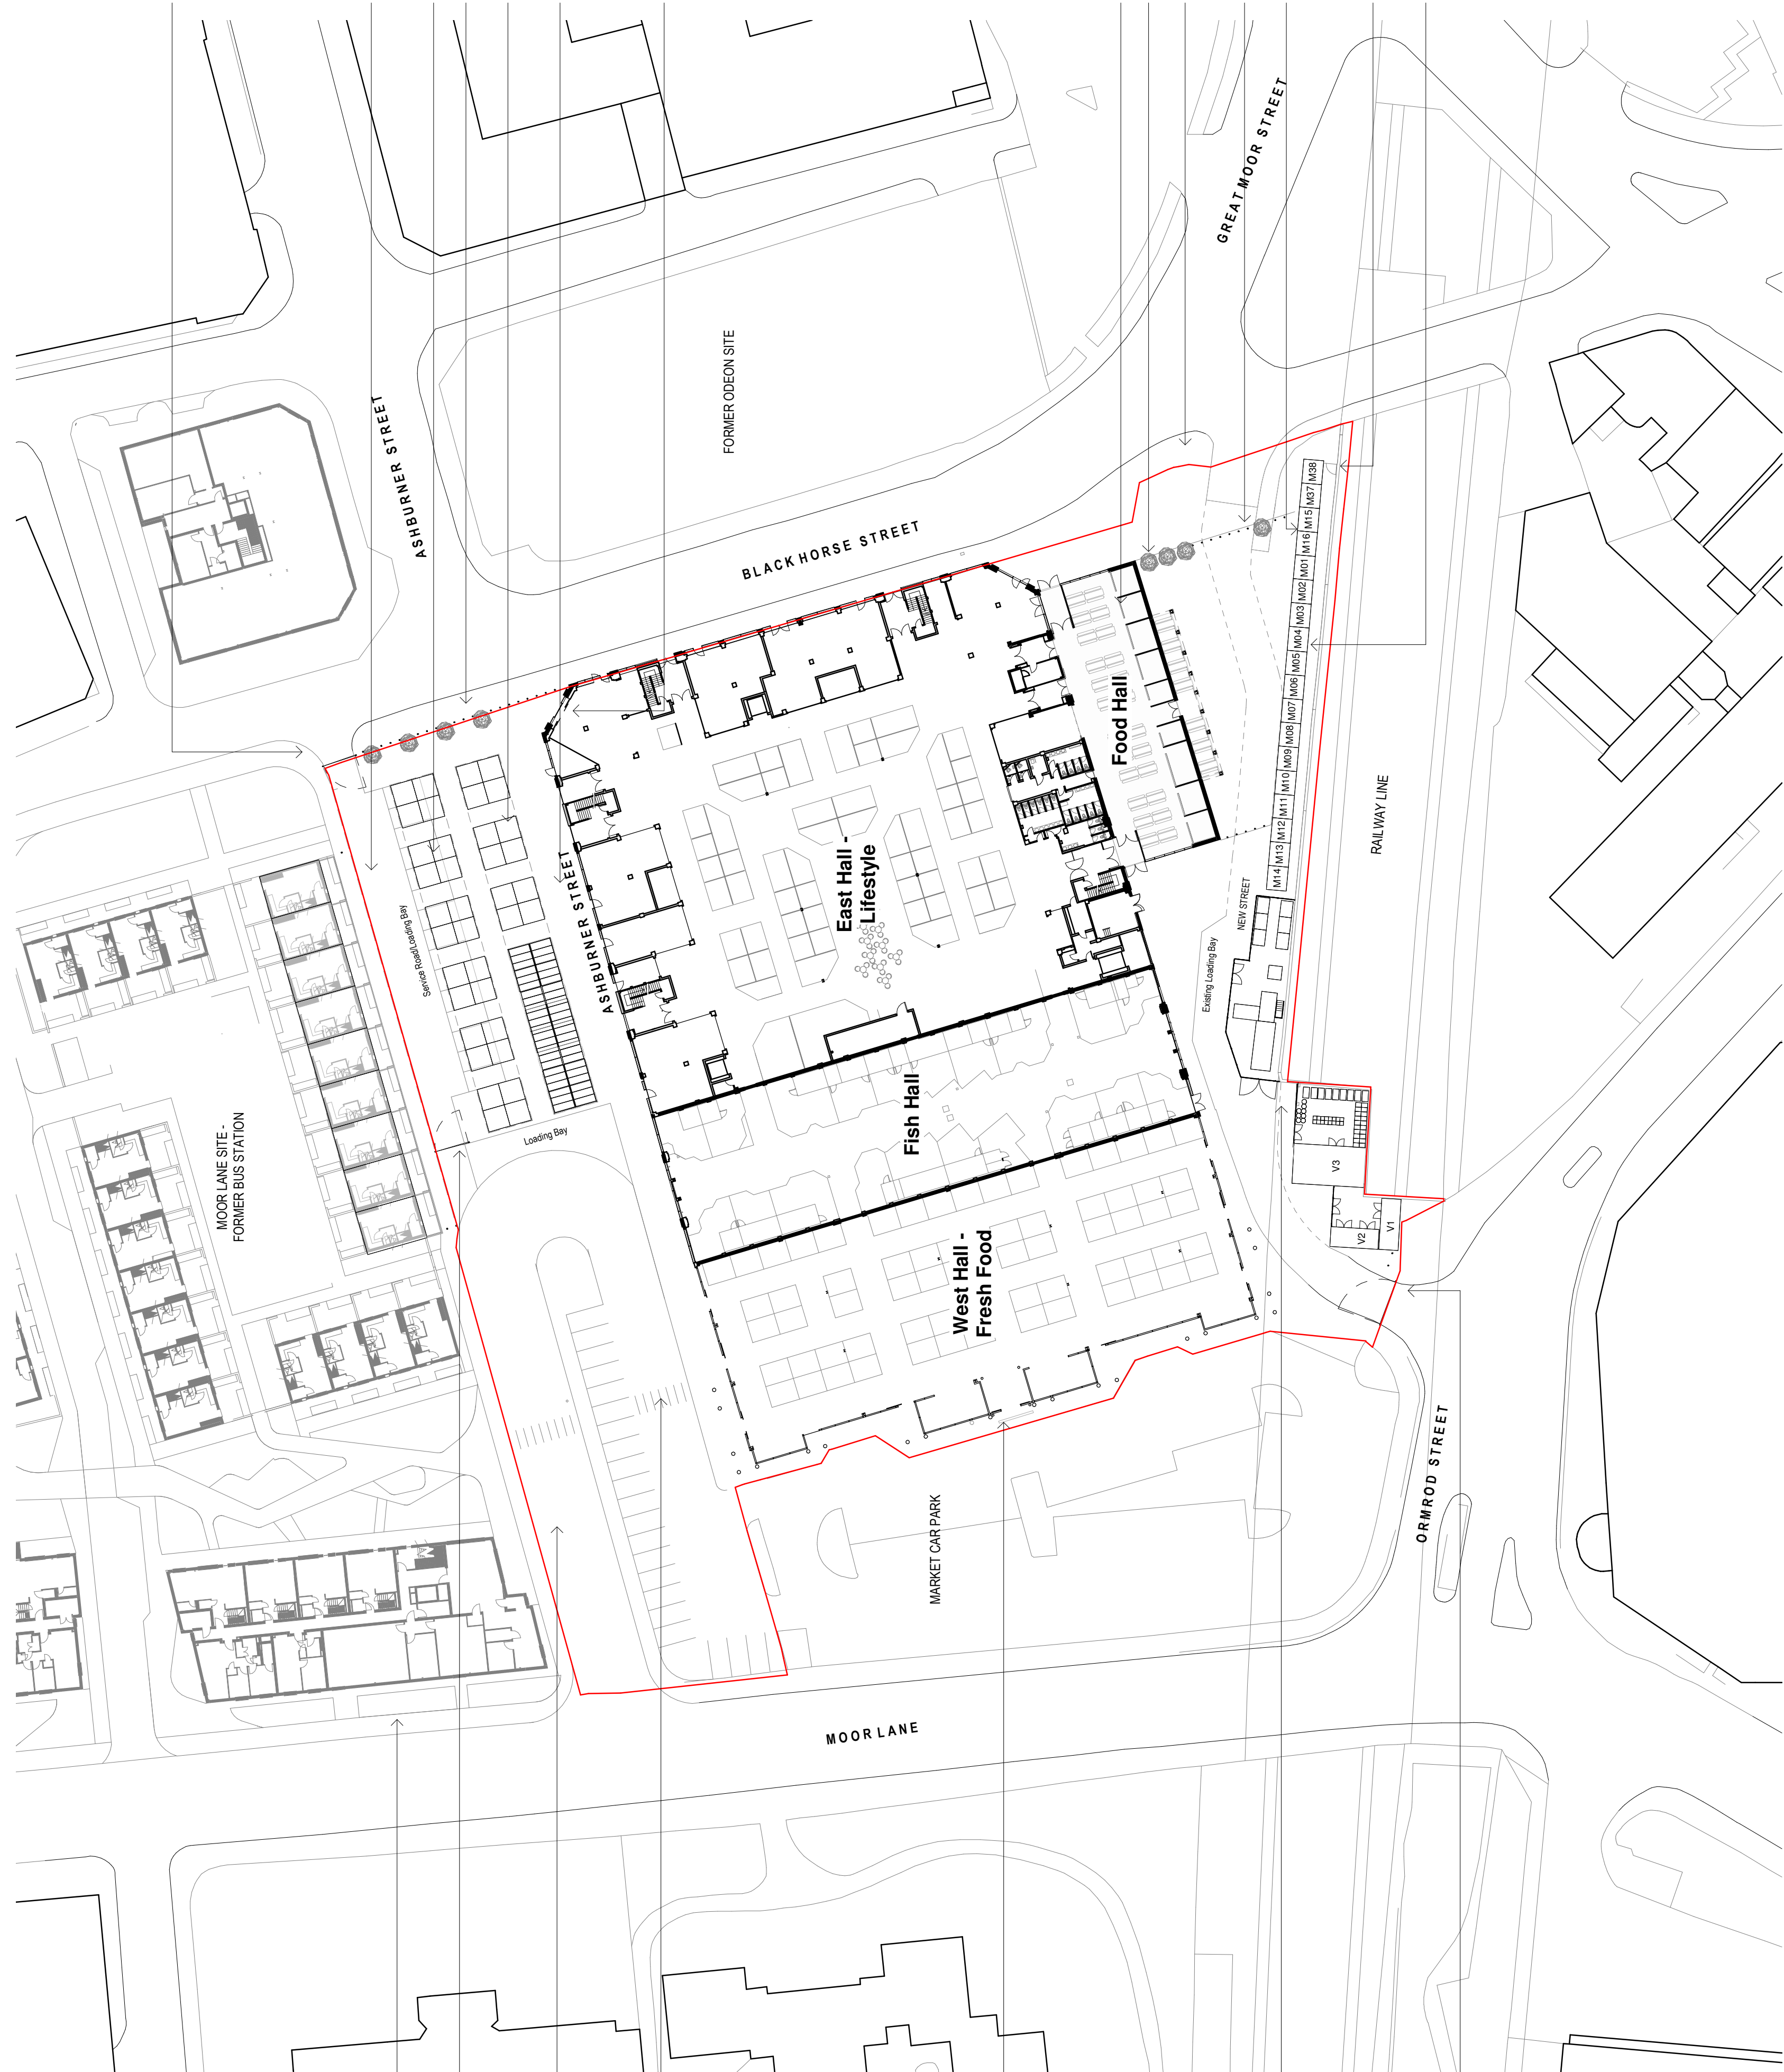 GREAT MOOR STREET
ASHBURNER STREET
FORMER ODEON SITE
BLACK HORSE STREET
M38
M37
M15
M16
M01
M02
M03
M04
M05
M06
M07
M08
M09
M10
M11
M12
M13
M14
Food Hall
RAILWAY LINE
East Hall -
Lifestyle
ASHBURNER STREET
Sevice Road/Loading Bay
NEW STREET
Existing Loading Bay
Loading Bay
Fish Hall
MOOR LANE SITE -
FORMER BUS STATION
V3
V2
V1
West Hall -
Fresh Food
MARKET CAR PARK
ORMROD STREET
MOOR LANE